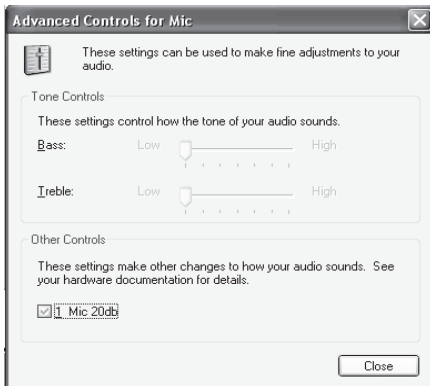 Advanced Controls for Mic
These settings can be used to make fine adjustments to your
audio.
Tone Controls
These settings control how the tone of your audio sounds.
Bass: Low High
Treble: Low High
Other Controls
These settings make other changes to how your audio sounds. See
your hardware documentation for details.
1 Mic 20db
Close